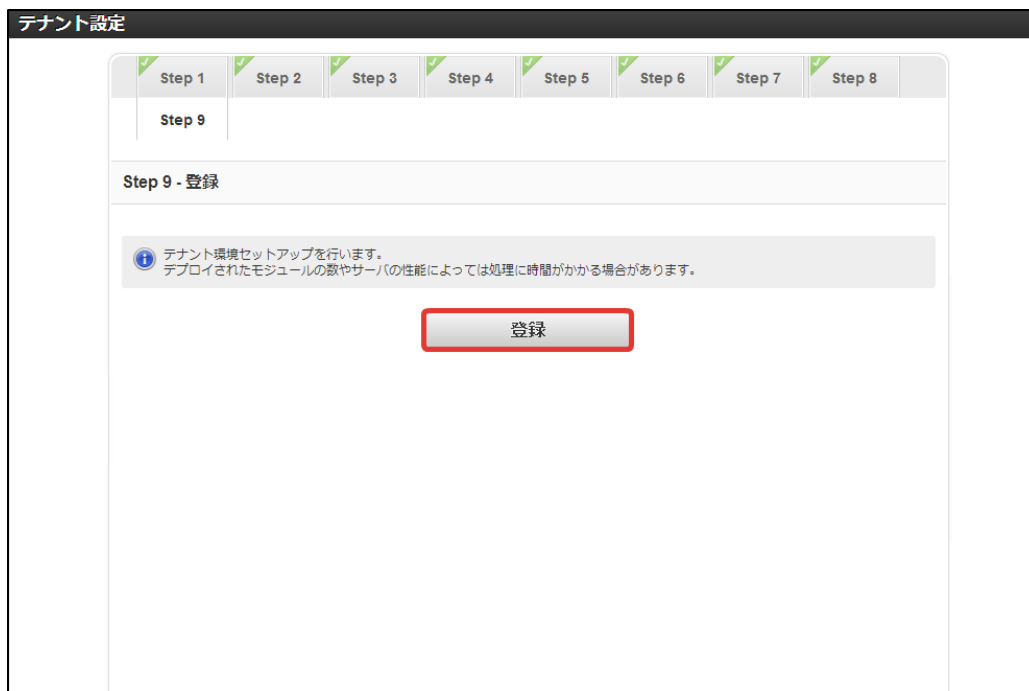 テナント設定
Step 1 Step 2 Step 3 Step 4 Step 5 Step 6 Step 7 Step 8
Step 9
Step 9 - 登録
テナント環境セットアップを行います。
デプロイされたモジュールの数やサーバの性能によっては処理に時間がかかる場合があります。
登録